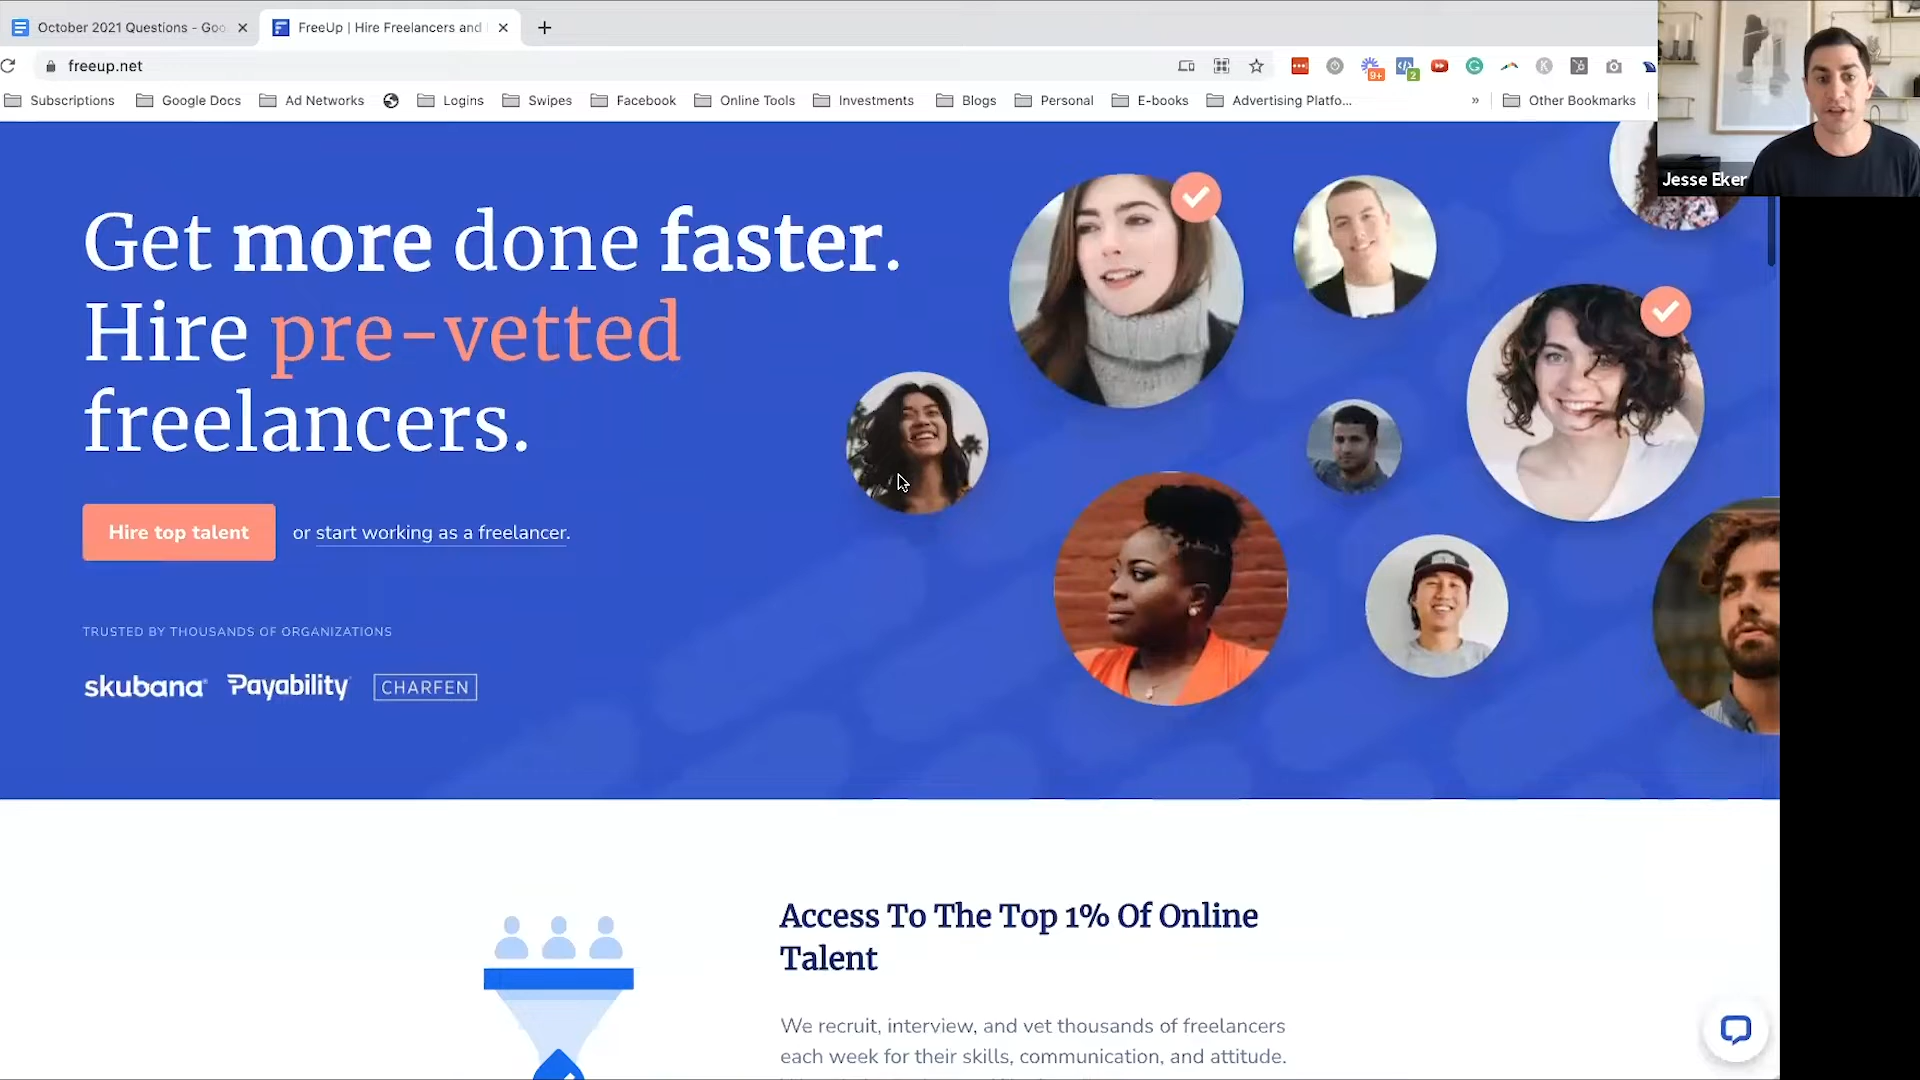 October 2021 Questions - Goo
FreeUp | Hire Freelancers and
freeup.net
9+
2
Subscriptions
Google Docs
Ad Networks
Logins
Swipes
Facebook
Online Tools
Investments
Blogs
Personal
E-books
Advertising Platfo...
»
Other Bookmarks
Jesse Eker
Get more done faster.
Hire pre-vetted
freelancers.
Hire top talent
or start working as a freelancer.
TRUSTED BY THOUSANDS OF ORGANIZATIONS
skubana
Payability
CHARFEN
Access To The Top 1% Of Online
Talent
We recruit, interview, and vet thousands of freelancers
each week for their skills, communication, and attitude.